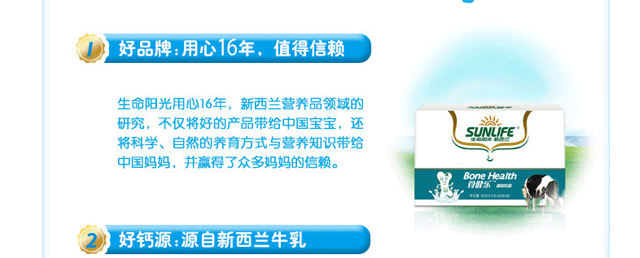 1 好品牌:用心16年，值得信赖
生命阳光用心16年，新西兰营养品领域的
研究，不仅将好的产品带给中国宝宝，还
将科学、自然的养育方式与营养知识带给
中国妈妈，并赢得了众多妈妈的信赖。
SUNLIFE®
生命阳光·新西兰
Bone Health
骨健乐
2 好钙源:源自新西兰牛乳